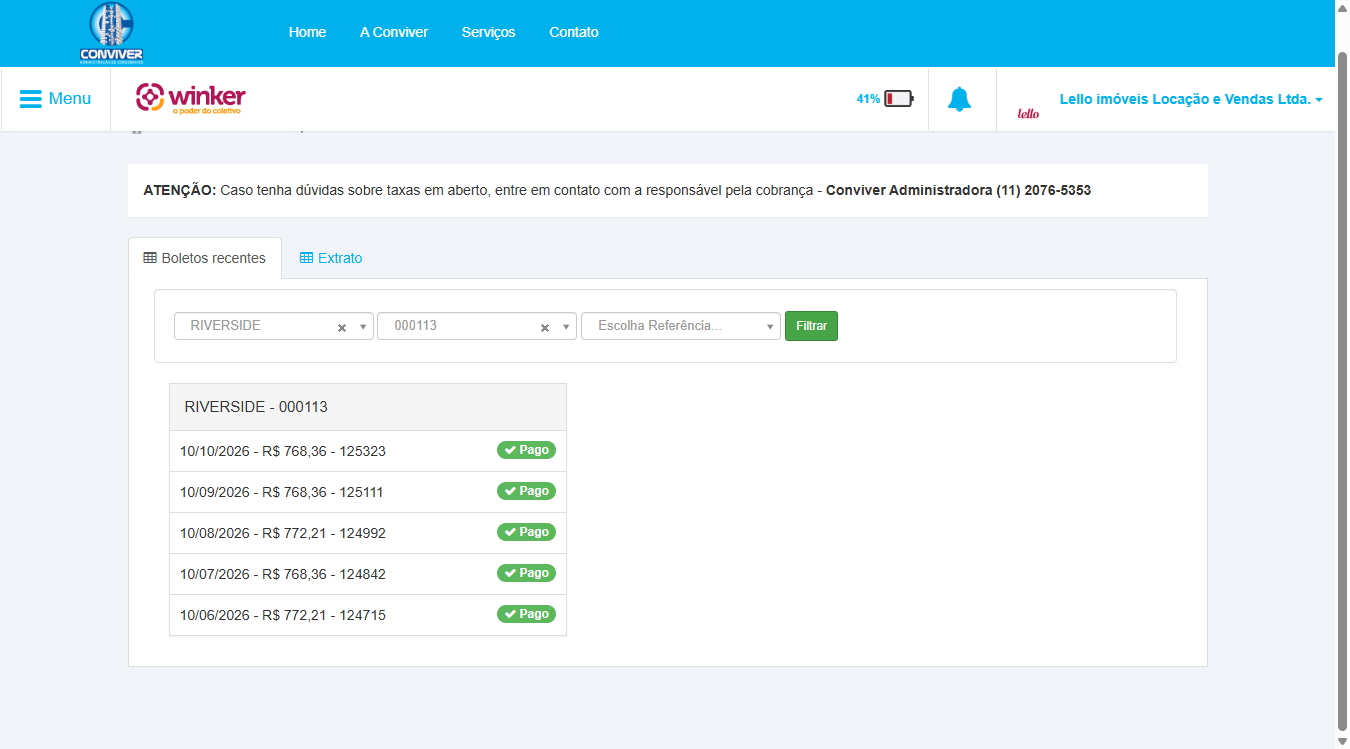 CONVIVER
Home A Conviver Serviços Contato
Menu
winker
o poder do coletivo
41%
lello
Lello imóveis Locação e Vendas Ltda.
ATENÇÃO: Caso tenha dúvidas sobre taxas em aberto, entre em contato com a responsável pela cobrança - Conviver Administradora (11) 2076-5353
Boletos recentes Extrato
RIVERSIDE × 000113 × Escolha Referência... Filtrar
RIVERSIDE - 000113
10/10/2026 - R$ 768,36 - 125323 Pago
10/09/2026 - R$ 768,36 - 125111 Pago
10/08/2026 - R$ 772,21 - 124992 Pago
10/07/2026 - R$ 768,36 - 124842 Pago
10/06/2026 - R$ 772,21 - 124715 Pago